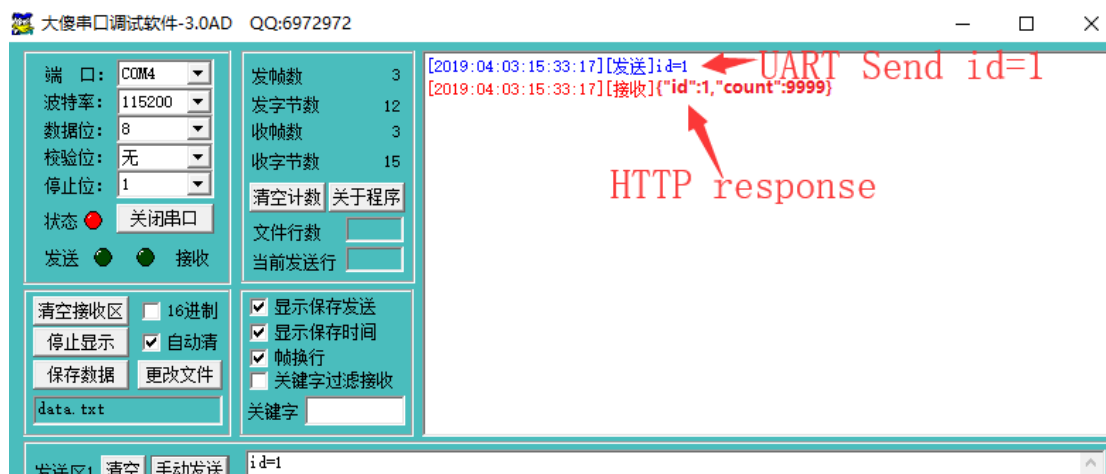 大傻串口调试软件-3.0AD QQ:6972972
端 口: COM4
波特率: 115200
数据位: 8
校验位: 无
停止位: 1
状态 关闭串口
发送 接收
发帧数 3
发字节数 12
收帧数 3
收字节数 15
清空计数 关于程序
文件行数
当前发送行
清空接收区 16进制
停止显示 自动清
保存数据 更改文件
data.txt
显示保存发送
显示保存时间
帧换行
关键字过滤接收
关键字
[2019:04:03:15:33:17][发送]id=1
UART Send id=1
[2019:04:03:15:33:17][接收]{"id":1,"count":9999}
HTTP response
发送区1 清空 手动发送 id=1